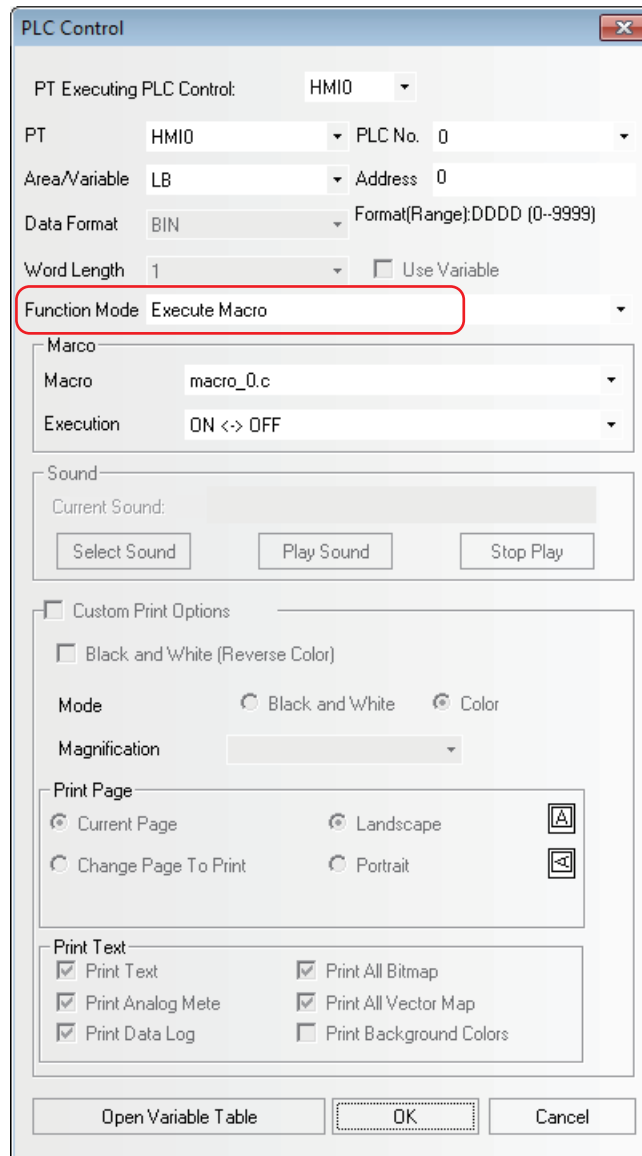 PLC Control
PT Executing PLC Control: HMI0
PT HMI0 PLC No. 0
Area/Variable LB Address 0
Data Format BIN Format(Range):DDDD (0--9999)
Word Length 1 Use Variable
Function Mode Execute Macro
Marco
Macro macro_0.c
Execution ON <-> OFF
Sound
Current Sound:
Select Sound Play Sound Stop Play
Custom Print Options
Black and White (Reverse Color)
Mode Black and White Color
Magnification
Print Page
Current Page Landscape A
Change Page To Print Portrait A
Print Text
Print Text Print All Bitmap
Print Analog Mete Print All Vector Map
Print Data Log Print Background Colors
Open Variable Table OK Cancel